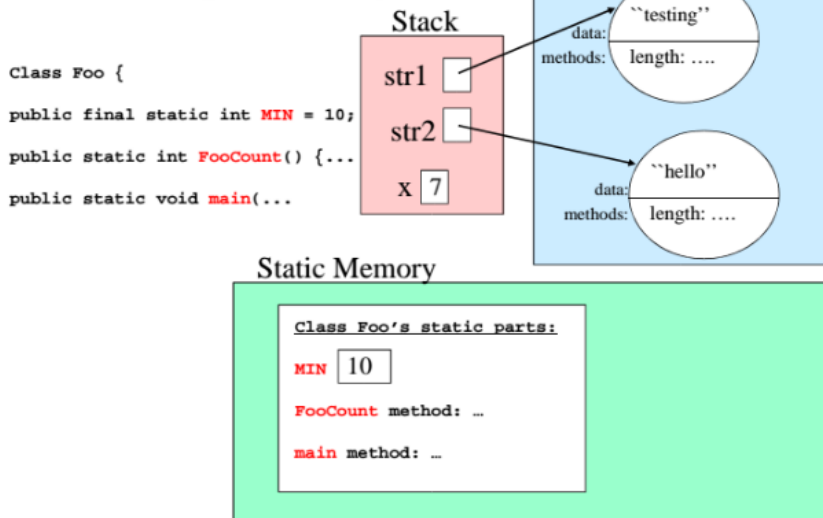 Class Foo {
public final static int MIN = 10;
public static int FooCount() {...
public static void main(...
Stack
str1
str2
x 7
``testing’’
data:
methods: length: ….
``hello’’
data:
methods: length: ….
Static Memory
Class Foo’s static parts:
MIN 10
FooCount method: …
main method: …